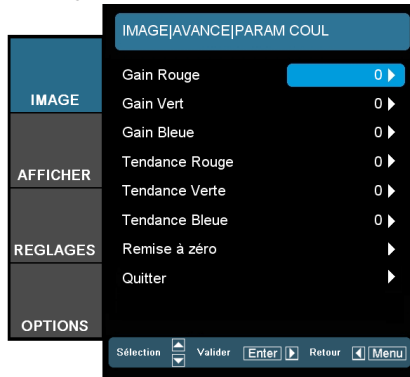 IMAGE|AVANCE|PARAM COUL
Gain Rouge 0
Gain Vert 0
Gain Bleue 0
Tendance Rouge 0
Tendance Verte 0
Tendance Bleue 0
Remise à zéro
Quitter
IMAGE
AFFICHER
REGLAGES
OPTIONS
Sélection Valider Enter Retour Menu